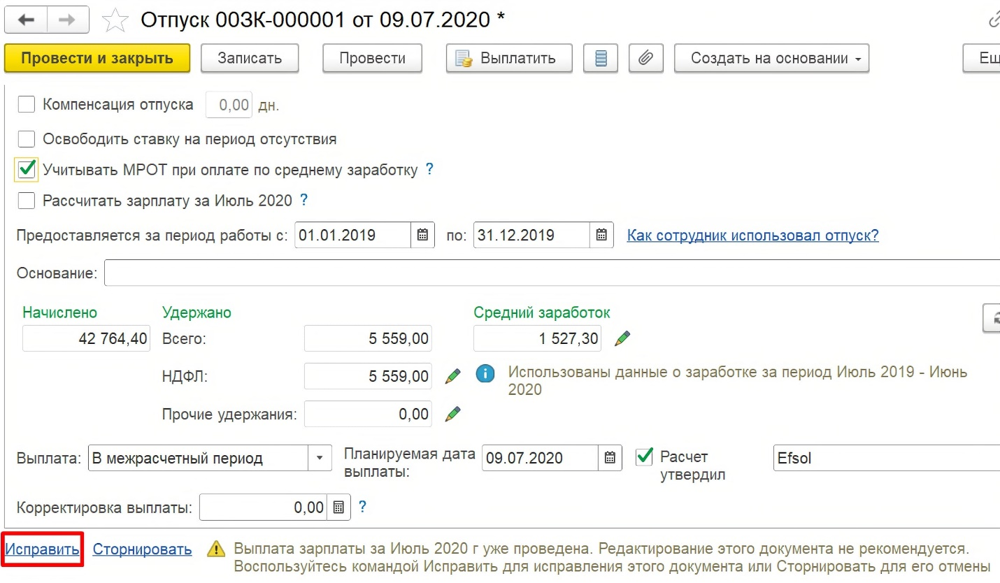 Отпуск 00ЗК-000001 от 09.07.2020 *
Провести и закрыть Записать Провести Выплатить Создать на основании Ещ
Компенсация отпуска 0,00 дн.
Освободить ставку на период отсутствия
Учитывать МРОТ при оплате по среднему заработку ?
Рассчитать зарплату за Июль 2020 ?
Предоставляется за период работы с: 01.01.2019 по: 31.12.2019 Как сотрудник использовал отпуск?
Основание:
Начислено Удержано Средний заработок
42 764,40 Всего: 5 559,00 1 527,30
НДФЛ: 5 559,00 Использованы данные о заработке за период Июль 2019 - Июнь
2020
Прочие удержания: 0,00
Выплата: В межрасчетный период Планируемая дата
выплаты: 09.07.2020 Расчет
утвердил Efsol
Корректировка выплаты: 0,00 ?
Исправить Сторнировать Выплата зарплаты за Июль 2020 г уже проведена. Редактирование этого документа не рекомендуется.
Воспользуйтесь командой Исправить для исправления этого документа или Сторнировать для его отмены